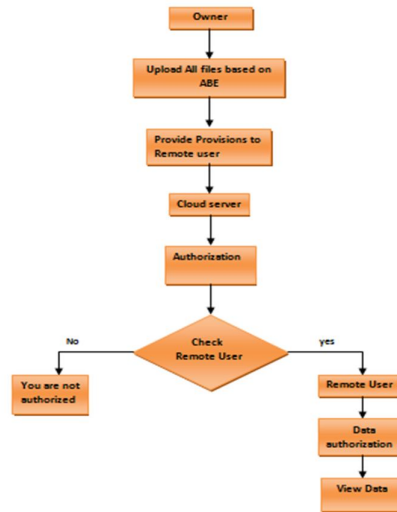 Owner
Upload All files based on
ABE
Provide Provisions to
Remote user
Cloud server
Authorization
Check
Remote User
No
yes
You are not
authorized
Remote User
Data
authorization
View Data